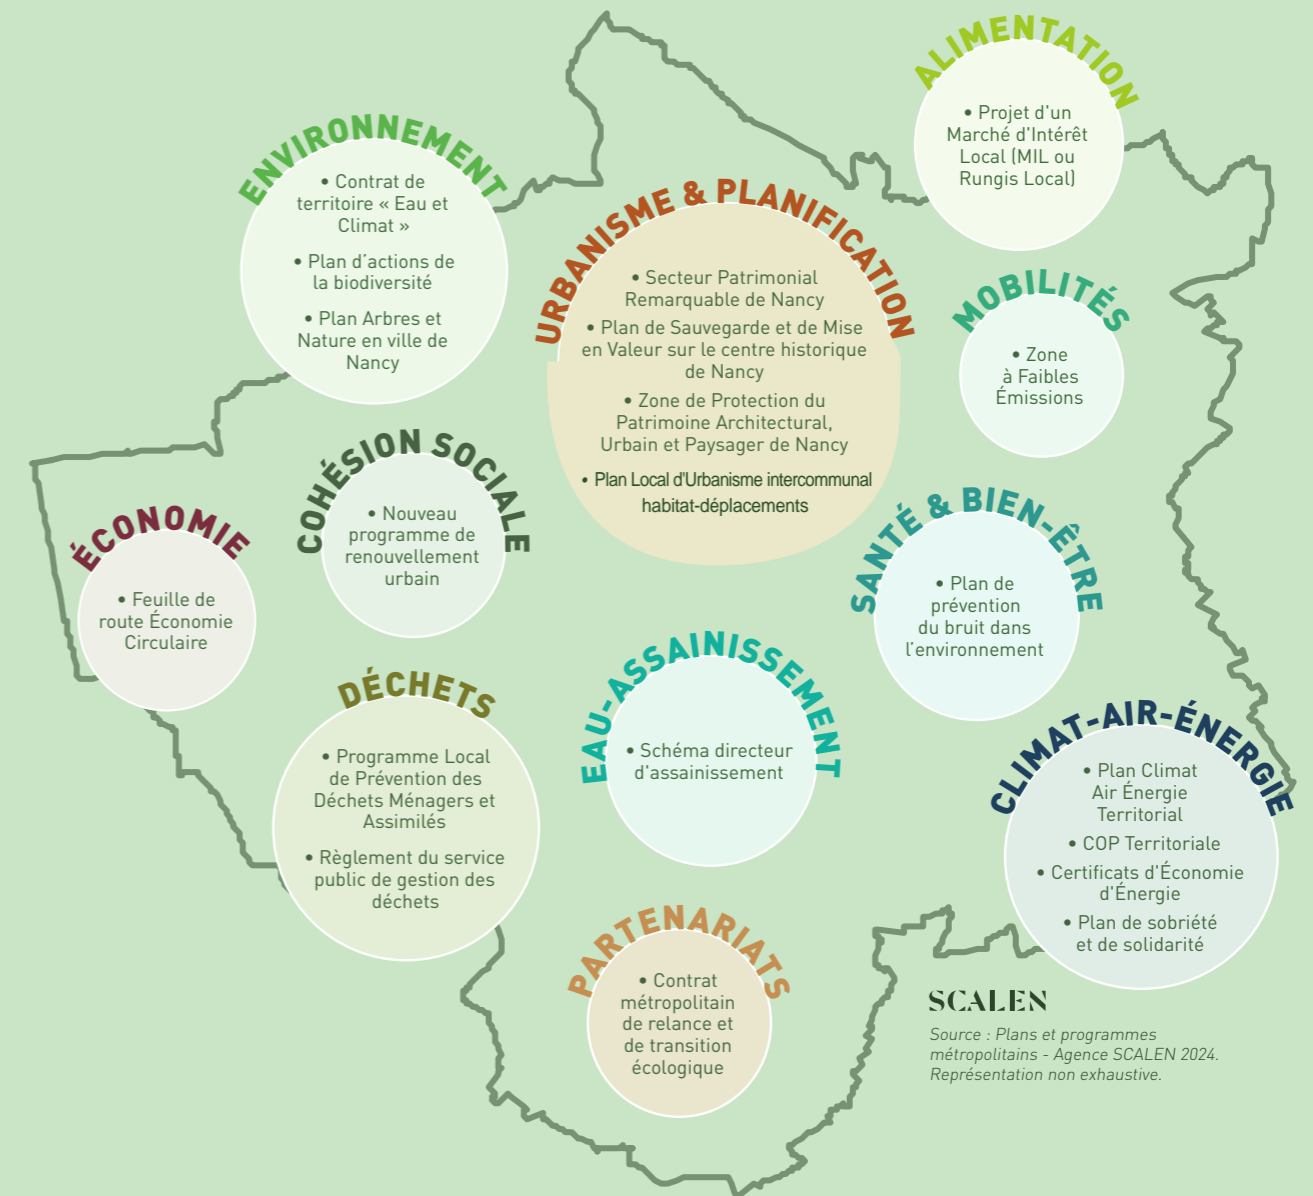 ALIMENTATION
• Projet d'un
Marché d'Intérêt
Local (MIL ou
Rungis Local)
ENVIRONNEMENT
• Contrat de
territoire « Eau et
Climat »
• Plan d'actions de
la biodiversité
• Plan Arbres et
Nature en ville de
Nancy
URBANISME & PLANIFICATION
• Secteur Patrimonial
Remarquable de Nancy
• Plan de Sauvegarde et de Mise
en Valeur sur le centre historique
de Nancy
• Zone de Protection du
Patrimoine Architectural,
Urbain et Paysager de Nancy
• Plan Local d'Urbanisme intercommunal
habitat-déplacements
MOBILITÉS
• Zone
à Faibles
Émissions
COHÉSION SOCIALE
• Nouveau
programme de
renouvellement
urbain
ÉCONOMIE
• Feuille de
route Économie
Circulaire
SANTÉ & BIEN-ÊTRE
• Plan de
prévention
du bruit dans
l'environnement
DÉCHETS
• Programme Local
de Prévention des
Déchets Ménagers et
Assimilés
• Règlement du service
public de gestion des
déchets
EAU-ASSAINISSEMENT
• Schéma directeur
d'assainissement
CLIMAT-AIR-ÉNERGIE
• Plan Climat
Air Énergie
Territorial
• COP Territoriale
• Certificats d'Économie
d'Énergie
• Plan de sobriété
et de solidarité
PARTENARIATS
• Contrat
métropolitain
de relance et
de transition
écologique
SCALEN
Source : Plans et programmes
métropolitains - Agence SCALEN 2024.
Représentation non exhaustive.